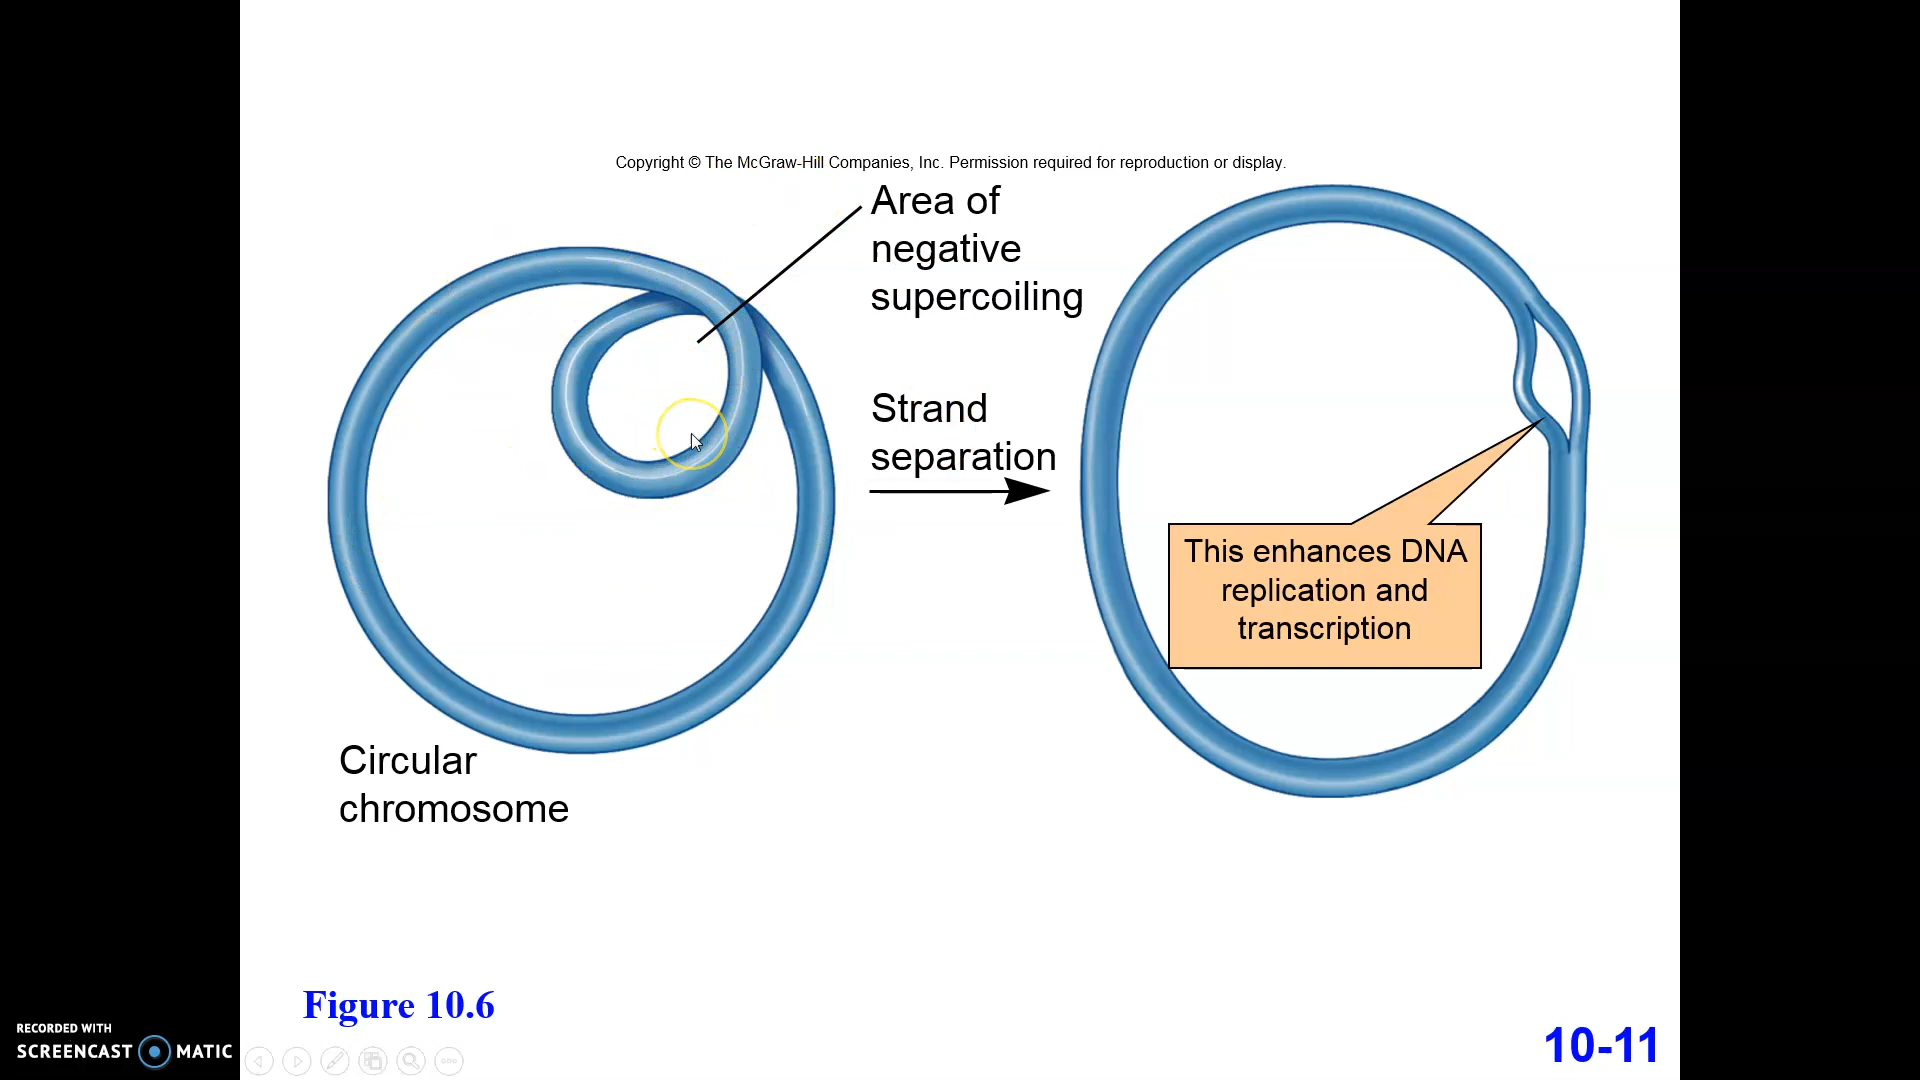 Copyright © The McGraw-Hill Companies, Inc. Permission required for reproduction or display.
Area of
negative
supercoiling
Strand
separation
This enhances DNA
replication and
transcription
Circular
chromosome
Figure 10.6
10-11
RECORDED WITH
SCREENCAST MATIC